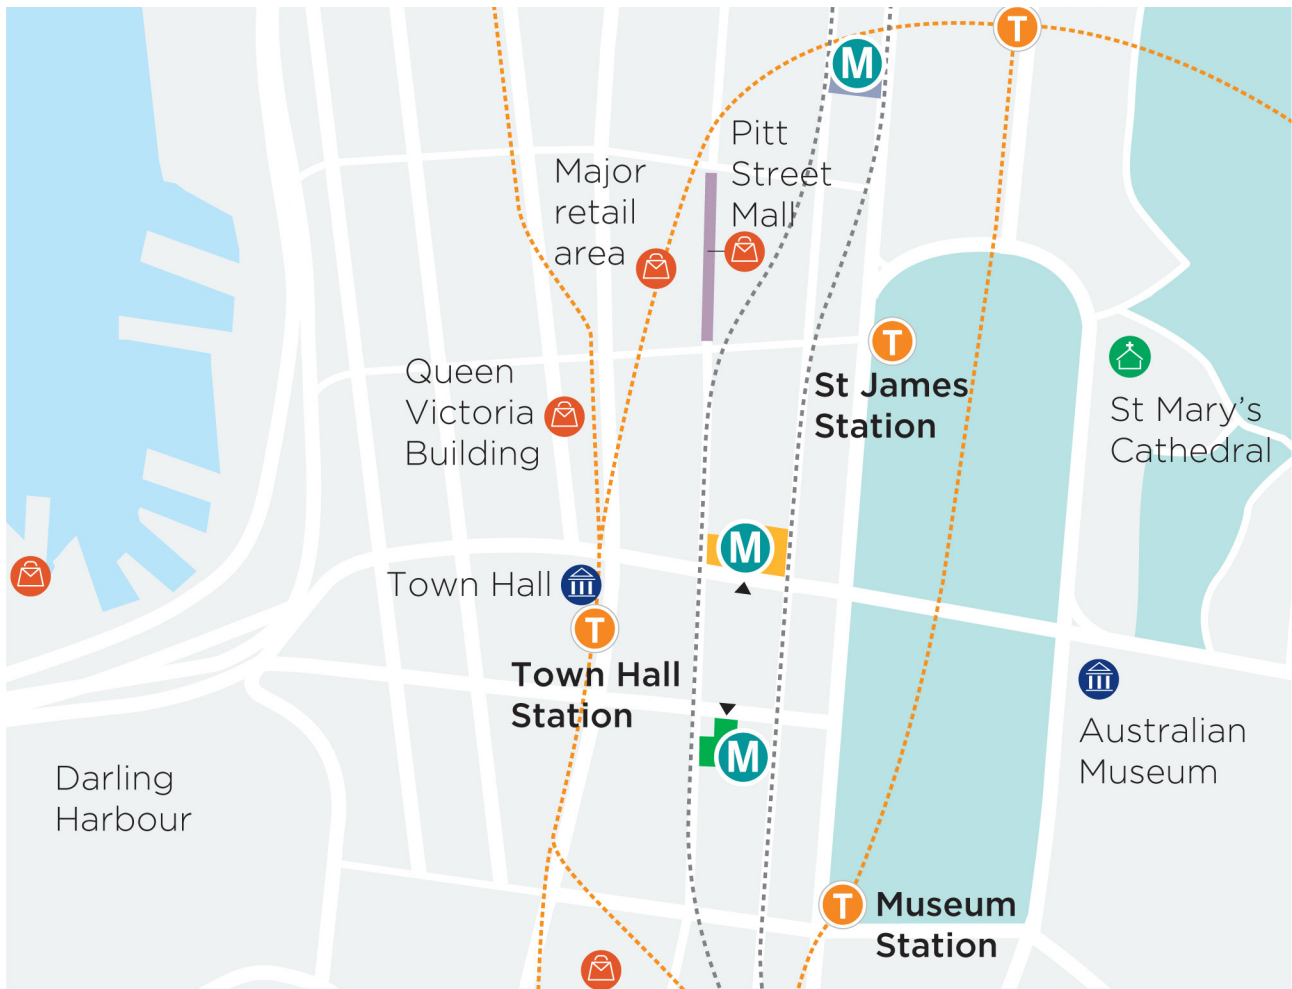 T
M
Pitt
Street
Mall
Major
retail
area
T
St James
Station
Queen
Victoria
Building
St Mary's
Cathedral
M
Town Hall
T
Town Hall
Station
M
Australian
Museum
Darling
Harbour
T
Museum
Station